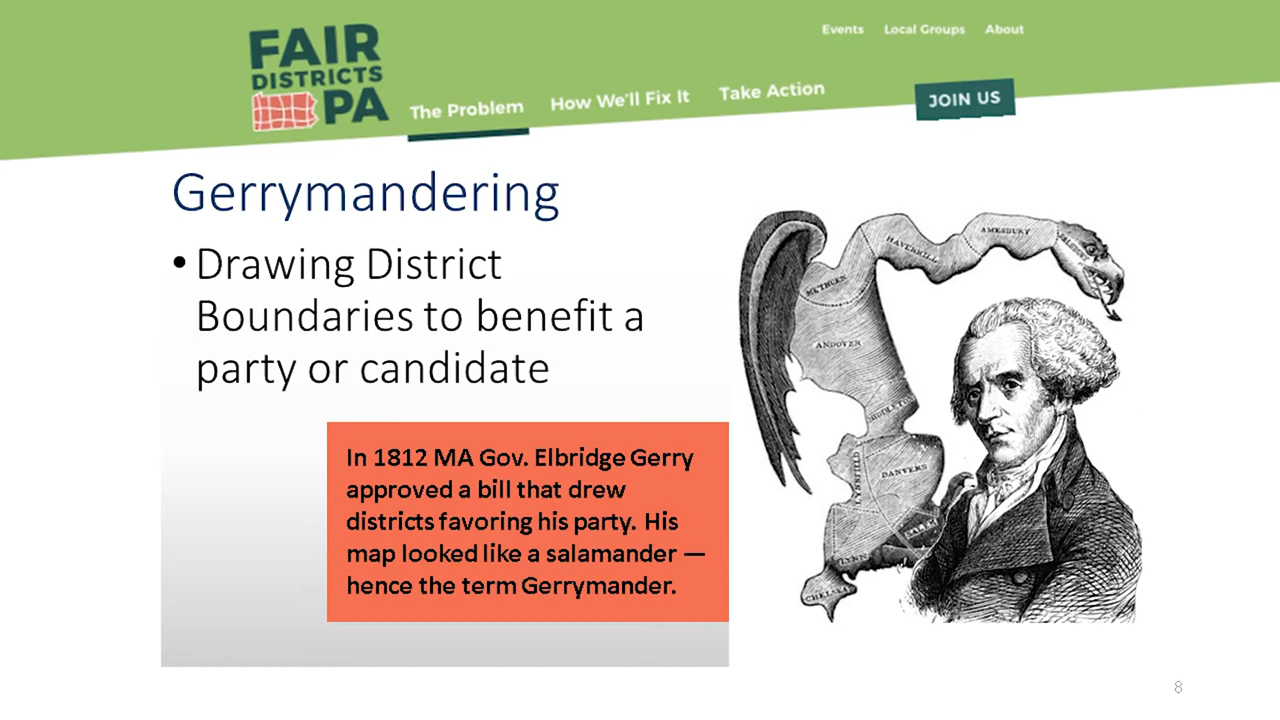 FAIR
DISTRICTS
PA
Events Local Groups About
The Problem How We'll Fix It Take Action
JOIN US
Gerrymandering
• Drawing District
Boundaries to benefit a
party or candidate
In 1812 MA Gov. Elbridge Gerry
approved a bill that drew
districts favoring his party. His
map looked like a salamander —
hence the term Gerrymander.
METHUEN
HAVERHILL
AMESBURY
SALISBURY
ANDOVER
MIDDLETON
LYNNFIELD
DANVERS
LYNN
CHELSEA
8